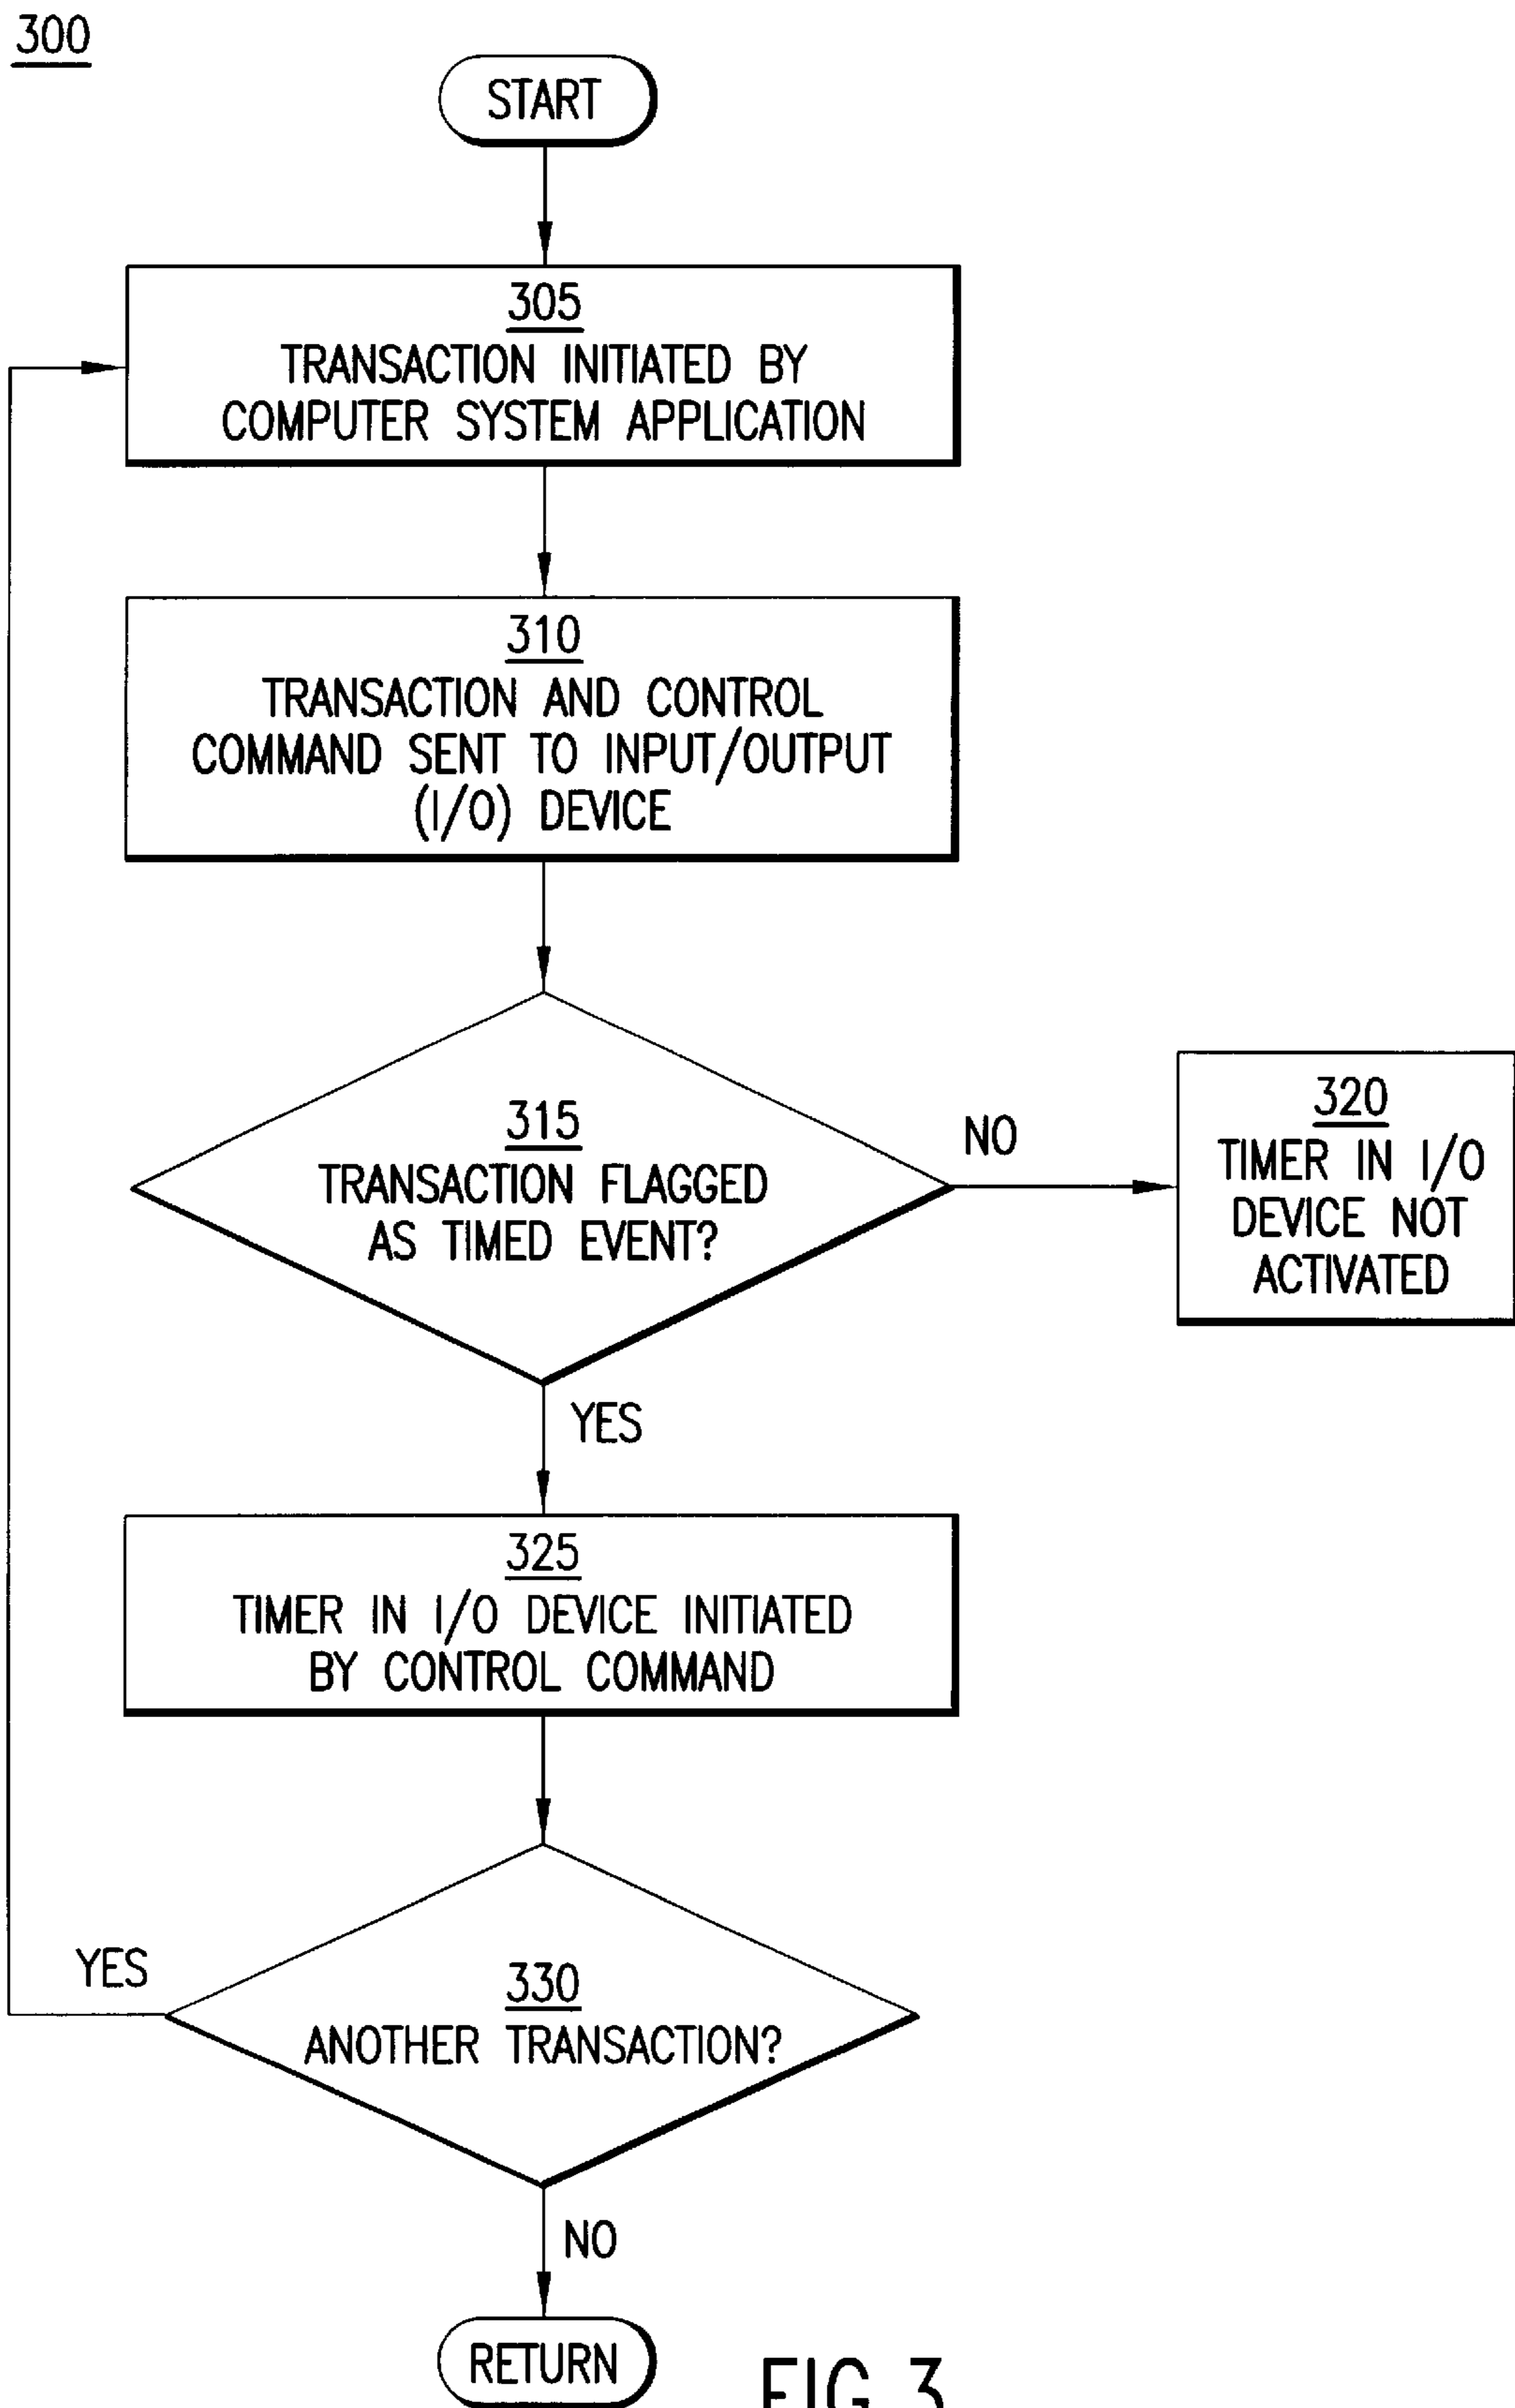 300
START
305
TRANSACTION INITIATED BY
COMPUTER SYSTEM APPLICATION
310
TRANSACTION AND CONTROL
COMMAND SENT TO INPUT/OUTPUT
(I/O) DEVICE
315
TRANSACTION FLAGGED
AS TIMED EVENT?
NO
320
TIMER IN I/O
DEVICE NOT
ACTIVATED
YES
325
TIMER IN I/O DEVICE INITIATED
BY CONTROL COMMAND
YES
330
ANOTHER TRANSACTION?
NO
RETURN
FIG.3